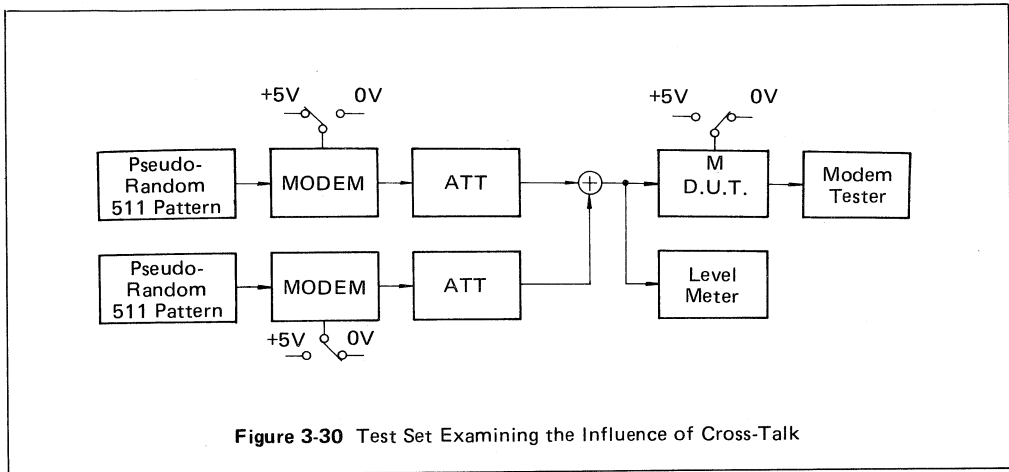 +5V 0V
+5V 0V
Pseudo-
Random
511 Pattern
MODEM
ATT
+
M
D.U.T.
Modem
Tester
Pseudo-
Random
511 Pattern
MODEM
ATT
Level
Meter
+5V 0V
Figure 3-30 Test Set Examining the Influence of Cross-Talk